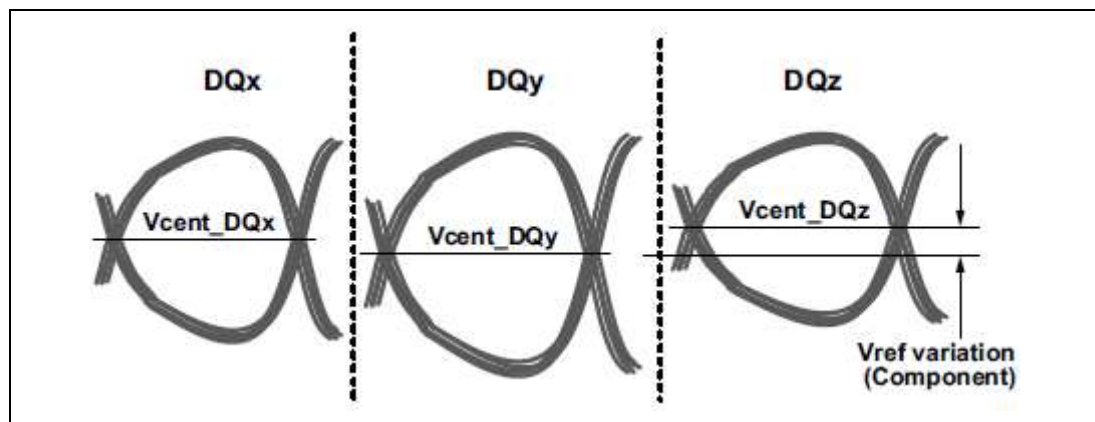 DQx
DQy
DQz
Vcent_DQx
Vcent_DQy
Vcent_DQz
Vref variation
(Component)